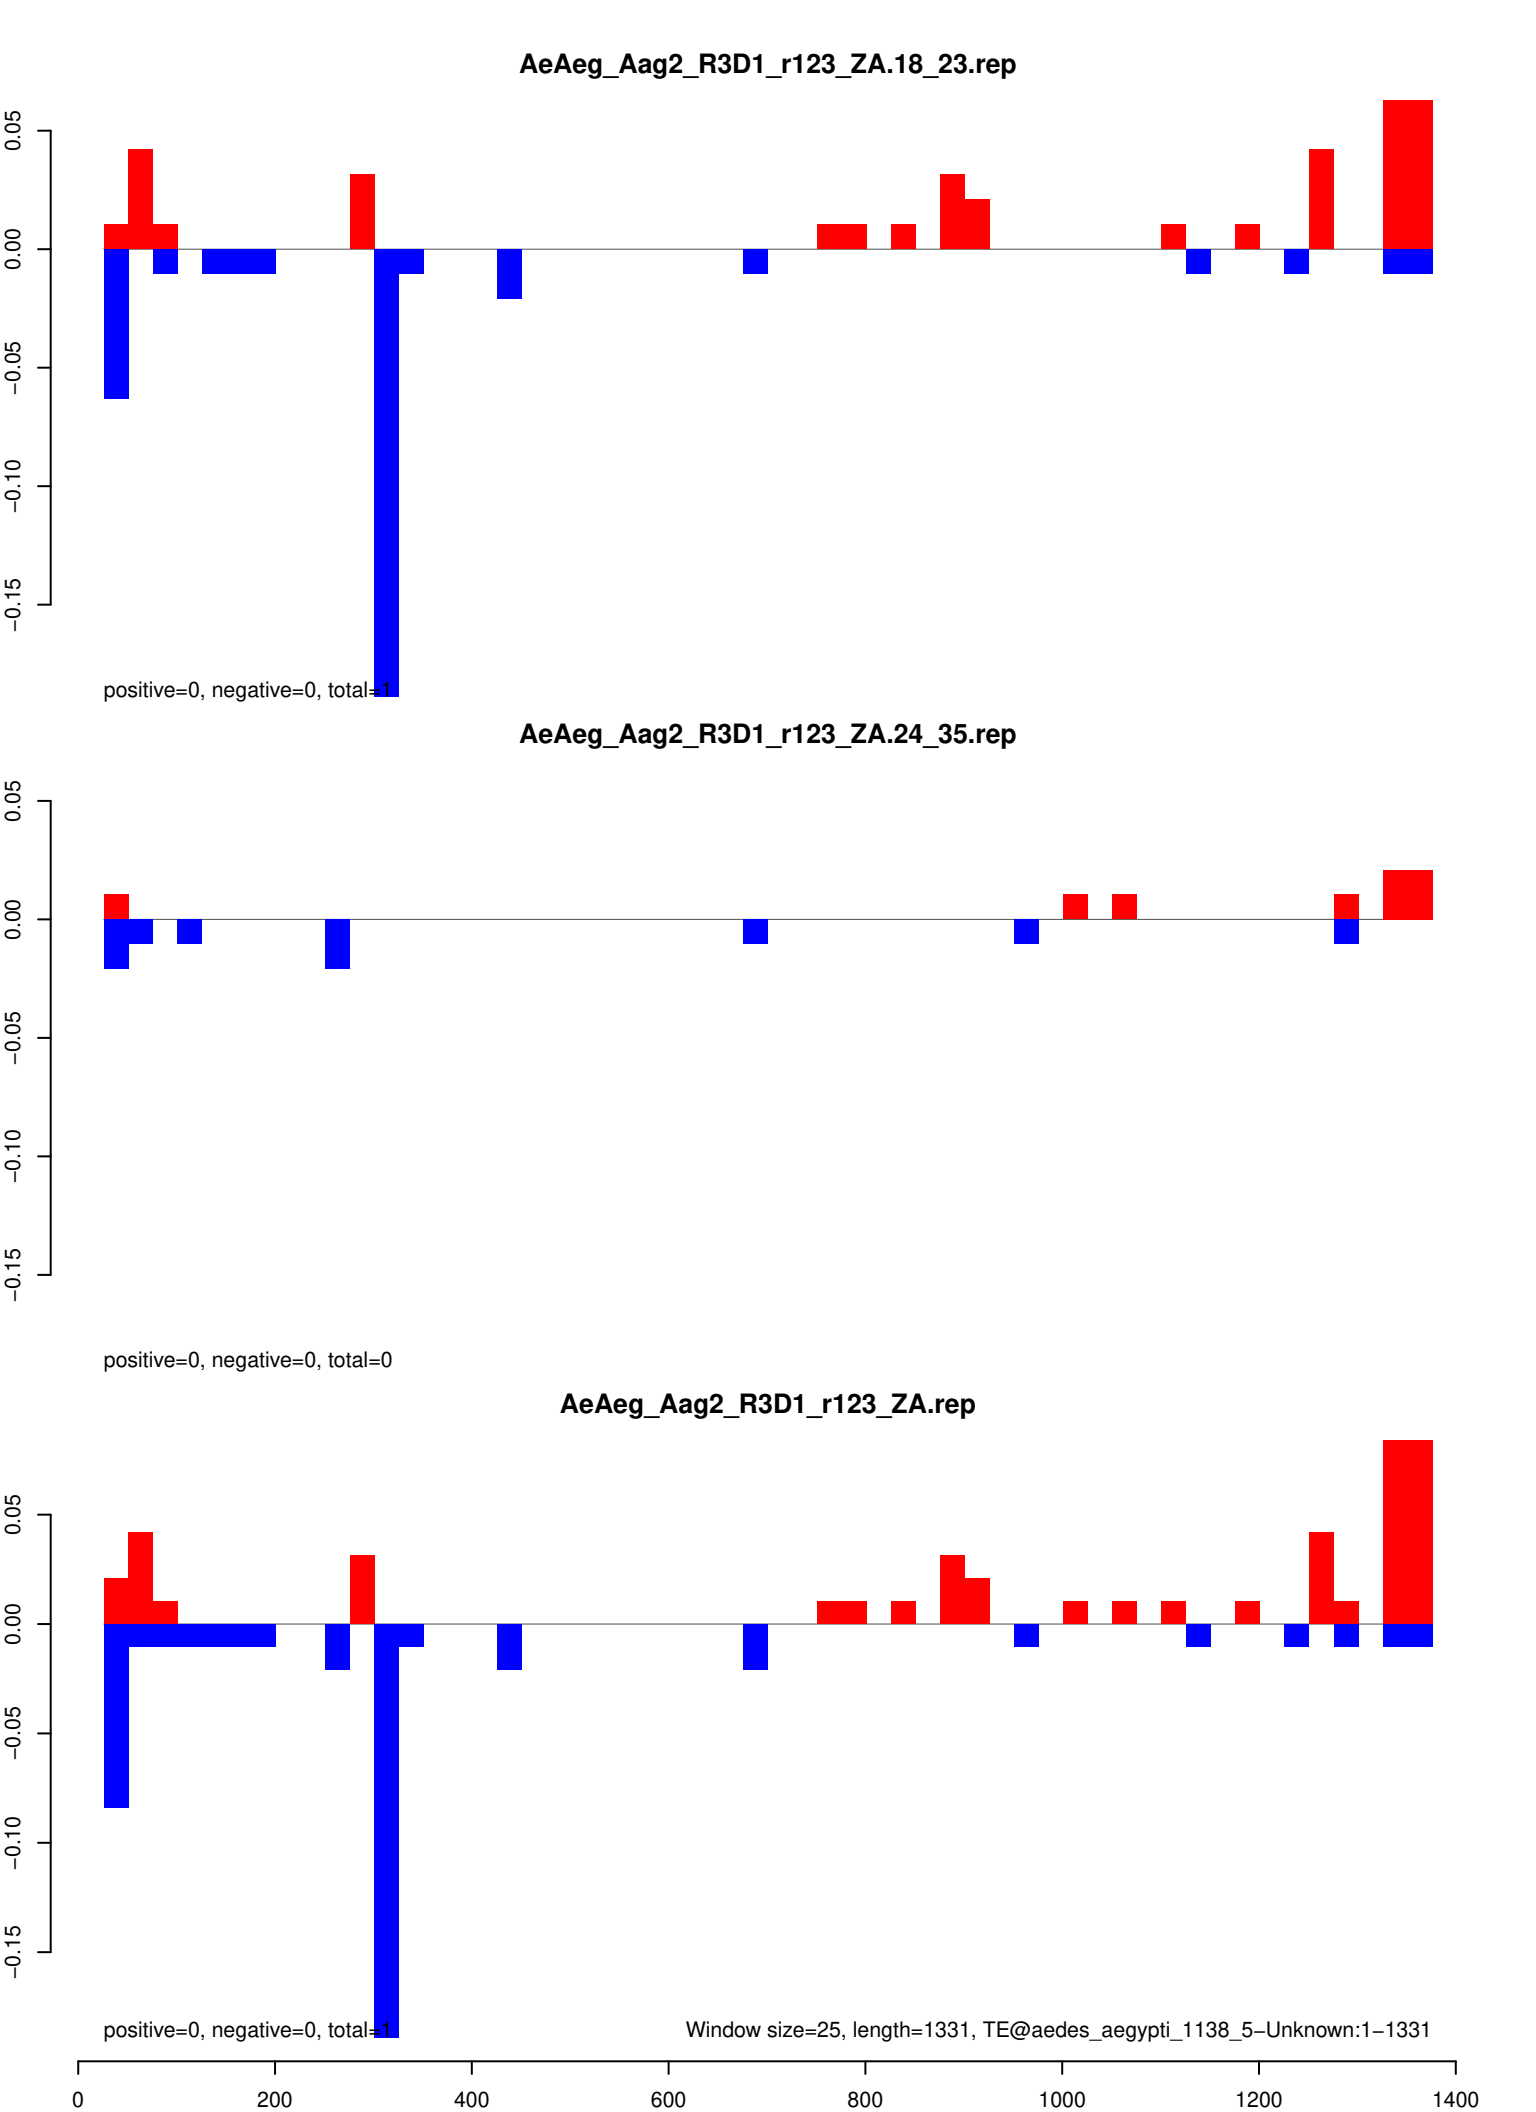 AeAeg_Aag2_R3D1_r123_ZA.18_23.rep
0.05
0.00
−0.05
−0.10
−0.15
positive=0, negative=0, total=1
AeAeg_Aag2_R3D1_r123_ZA.24_35.rep
0.05
0.00
−0.05
−0.10
−0.15
positive=0, negative=0, total=0
AeAeg_Aag2_R3D1_r123_ZA.rep
0.05
0.00
−0.05
−0.10
−0.15
positive=0, negative=0, total=1
Window size=25, length=1331, TE@aedes_aegypti_1138_5−Unknown:1−1331
0 200 400 600 800 1000 1200 1400